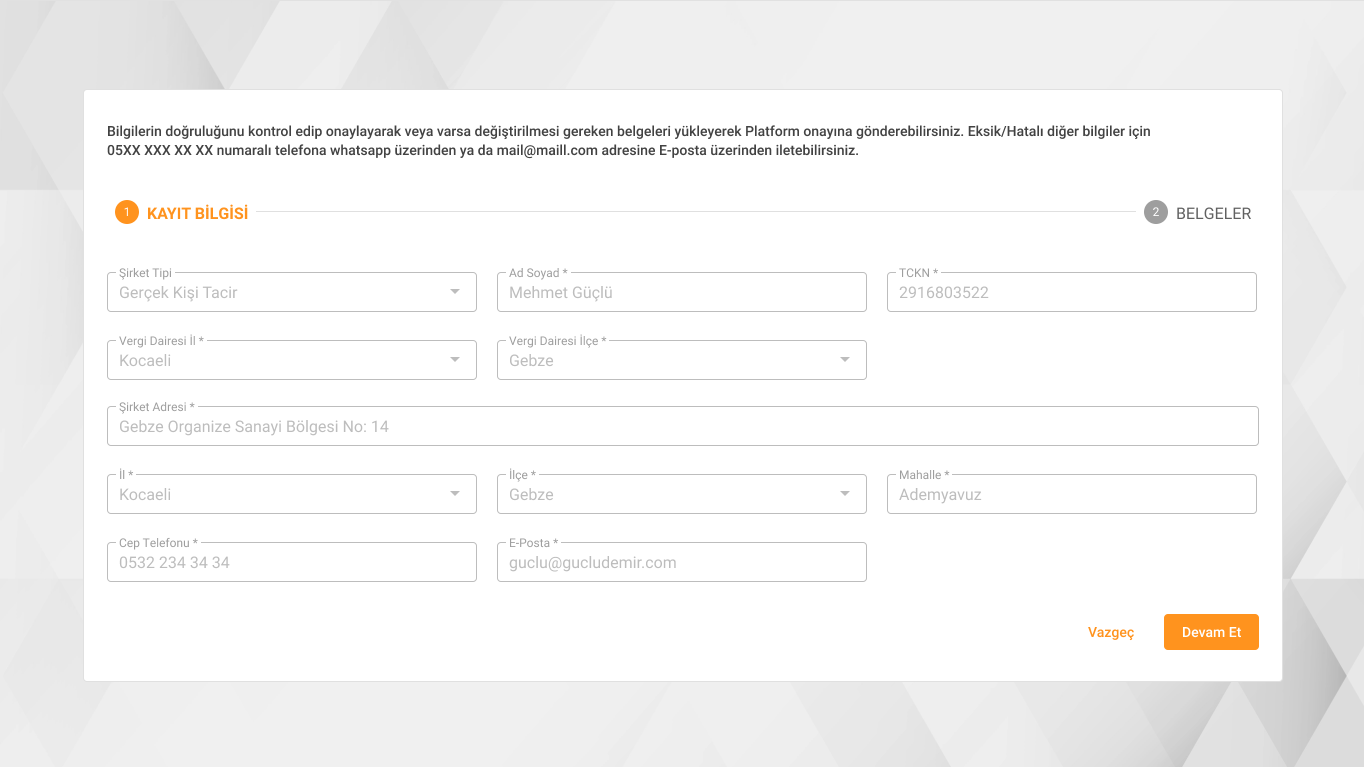 Bilgilerin doğruluğunu kontrol edip onaylayarak veya varsa değiştirilmesi gereken belgeleri yükleyerek Platform onayına gönderebilirsiniz. Eksik/Hatalı diğer bilgiler için
05XX XXX XX XX numaralı telefona whatsapp üzerinden ya da mail@maill.com adresine E-posta üzerinden iletebilirsiniz.
1 KAYIT BİLGİSİ 2 BELGELER
Şirket Tipi Ad Soyad * TCKN *
Gerçek Kişi Tacir Mehmet Güçlü 2916803522
Vergi Dairesi İl * Vergi Dairesi İlçe *
Kocaeli Gebze
Şirket Adresi *
Gebze Organize Sanayi Bölgesi No: 14
İl * İlçe * Mahalle *
Kocaeli Gebze Ademyavuz
Cep Telefonu * E-Posta *
0532 234 34 34 guclu@gucludemir.com
Vazgeç Devam Et